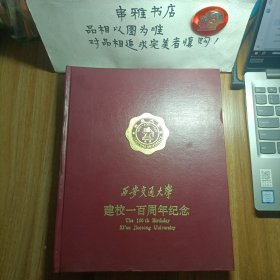 串雅书店
品相以图为准
对品相追求完美者慎购！
西安交通大学
建校一百周年纪念
The 100th Birthday
Xi'an Jiaotong University